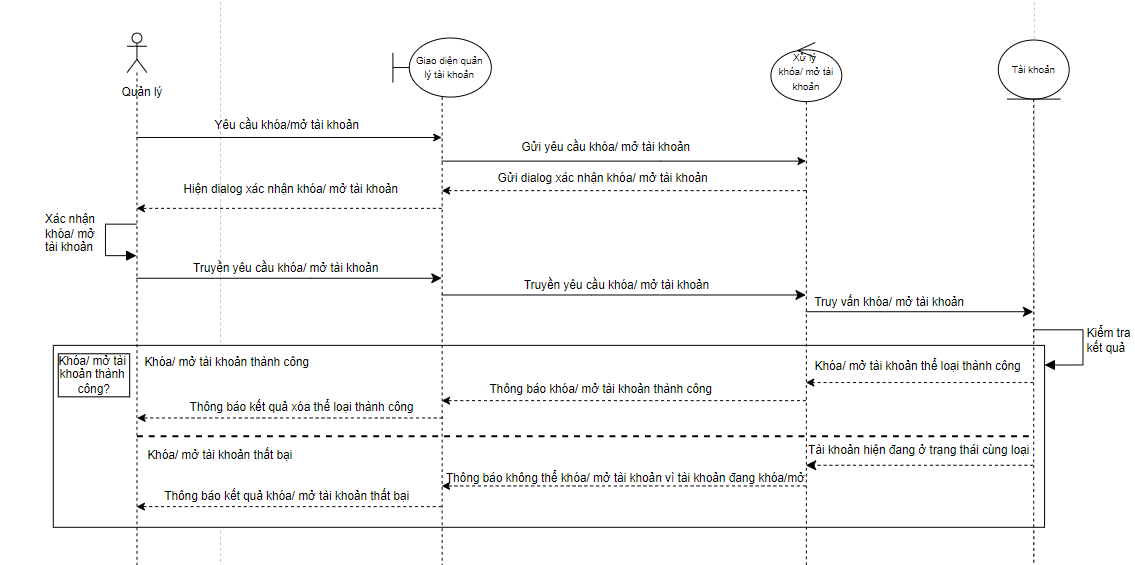 Quản lý
Giao diện quản
lý tài khoản
Xử lý
khóa/ mở tài
khoản
Tài khoản
Yêu cầu khóa/mở tài khoản
Gửi yêu cầu khóa/ mở tài khoản
Gửi dialog xác nhận khóa/ mở tài khoản
Hiện dialog xác nhận khóa/ mở tài khoản
Xác nhận
khóa/ mở
tài khoản
Truyền yêu cầu khóa/ mở tài khoản
Truyền yêu cầu khóa/ mở tài khoản
Truy vấn khóa/ mở tài khoản
Kiểm tra
kết quả
Khóa/ mở tài
khoản thành
công?
Khóa/ mở tài khoản thành công
Khóa/ mở tài khoản thể loại thành công
Thông báo khóa/ mở tài khoản thành công
Thông báo kết quả xóa thể loại thành công
Khóa/ mở tài khoản thất bại
Tài khoản hiện đang ở trạng thái cùng loại
Thông báo không thể khóa/ mở tài khoản vì tài khoản đang khóa/mở
Thông báo kết quả khóa/ mở tài khoản thất bại